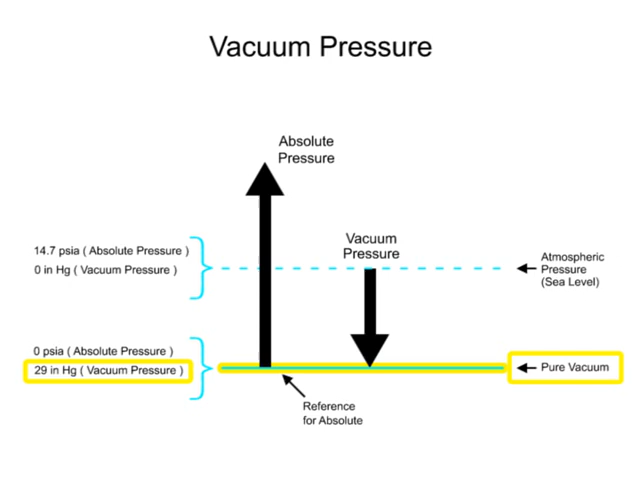 Vacuum Pressure
Absolute
Pressure
Vacuum
Pressure
14.7 psia ( Absolute Pressure )
0 in Hg ( Vacuum Pressure )
Atmospheric
Pressure
(Sea Level)
0 psia ( Absolute Pressure )
29 in Hg ( Vacuum Pressure )
Pure Vacuum
Reference
for Absolute